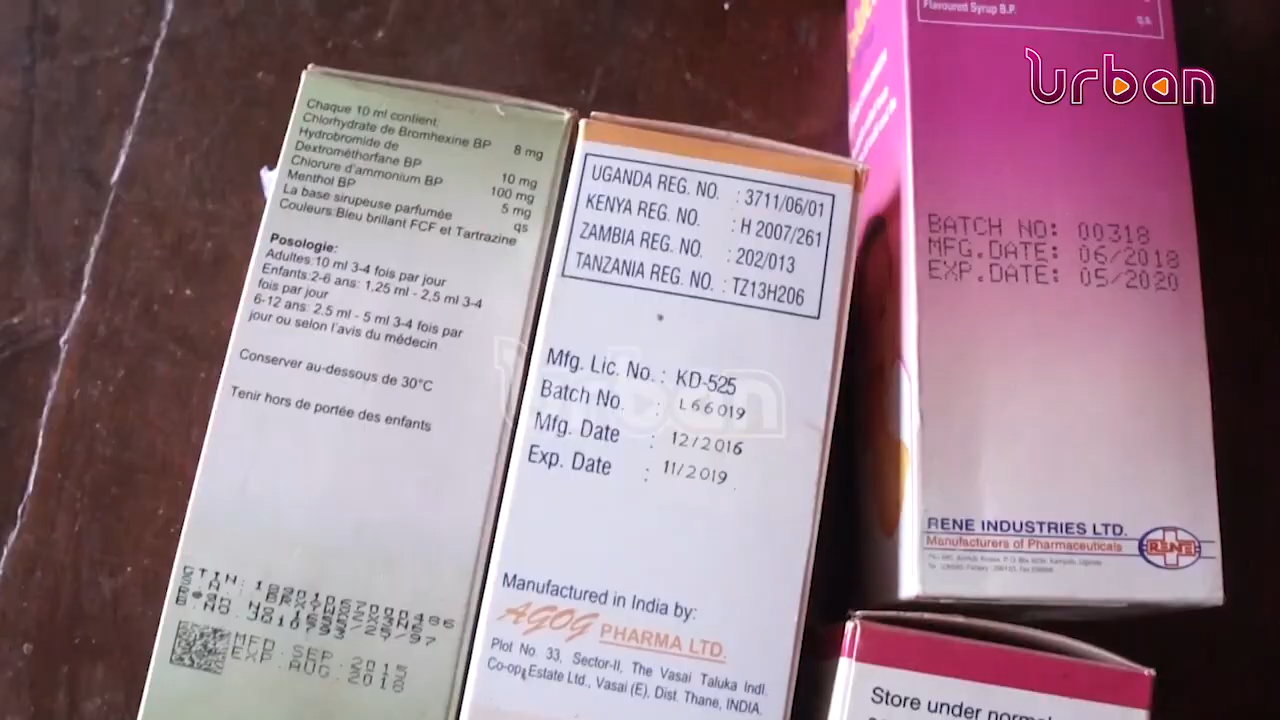 Chaque 10 ml contient:
Chlorhydrate de Bromhexine BP 8 mg
Hydrobromide de
Dextrométhorfane BP 10 mg
Chlorure d'ammonium BP 100 mg
Menthol BP 5 mg
La base sirupeuse parfumée qs
Couleurs:Bleu brillant FCF et Tartrazine
Posologie:
Adultes:10 ml 3-4 fois par jour
Enfants:2-6 ans: 1,25 ml - 2,5 ml 3-4
fois par jour
6-12 ans: 2.5 ml - 5 ml 3-4 fois par
jour ou selon l'avis du médecin
Conserver au-dessous de 30°C
Tenir hors de portée des enfants
MFD SEP 2015
EXP AUG 2018
UGANDA REG. NO. : 3711/06/01
KENYA REG. NO. : H 2007/261
ZAMBIA REG. NO. : 202/013
TANZANIA REG. NO. : TZ13H206
Mfg. Lic. No. : KD-525
Batch No. : L66019
Mfg. Date : 12/2016
Exp. Date : 11/2019
Manufactured in India by:
AGOG PHARMA LTD.
Plot No. 33, Sector-II, The Vasai Taluka Indl.
Co-op. Estate Ltd., Vasai (E), Dist. Thane, INDIA.
Flavoured Syrup B.P. q.s.
Urban
BATCH NO: 00318
MFG.DATE: 06/2018
EXP.DATE: 05/2020
RENE INDUSTRIES LTD.
Manufacturers of Pharmaceuticals
RENE
Store under normal
Urban